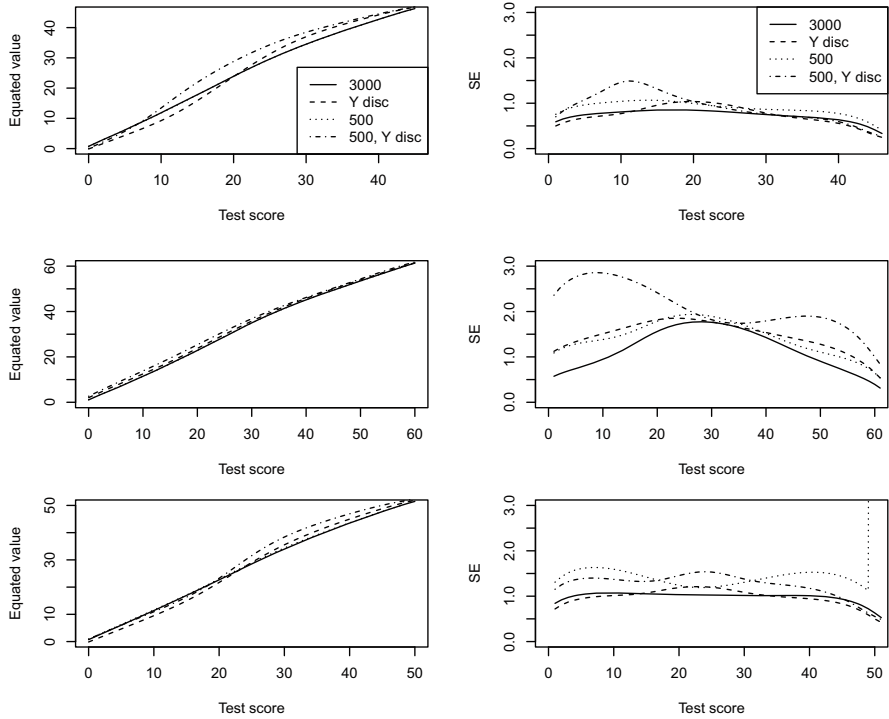 Equated value
0 10 20 30 40
0 10 20 30 40
Test score
3000
Y disc
500
500, Y disc
SE
0.0 1.0 2.0 3.0
0 10 20 30 40
Test score
3000
Y disc
500
500, Y disc
Equated value
0 20 40 60
0 10 20 30 40 50 60
Test score
SE
0.0 1.0 2.0 3.0
0 10 20 30 40 50 60
Test score
Equated value
0 10 30 50
0 10 20 30 40 50
Test score
SE
0.0 1.0 2.0 3.0
0 10 20 30 40 50
Test score